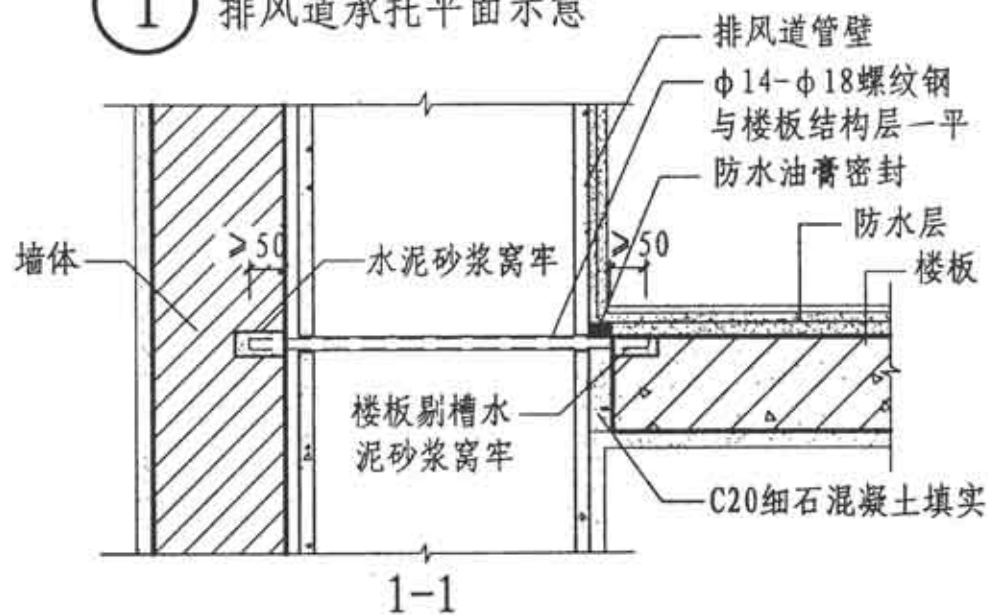 1 排风道承托平面示意
排风道管壁
φ14-φ18螺纹钢
与楼板结构层一平
防水油膏密封
防水层
楼板
≥50
≥50
墙体
水泥砂浆窝牢
楼板剔槽水
泥砂浆窝牢
C20细石混凝土填实
1-1